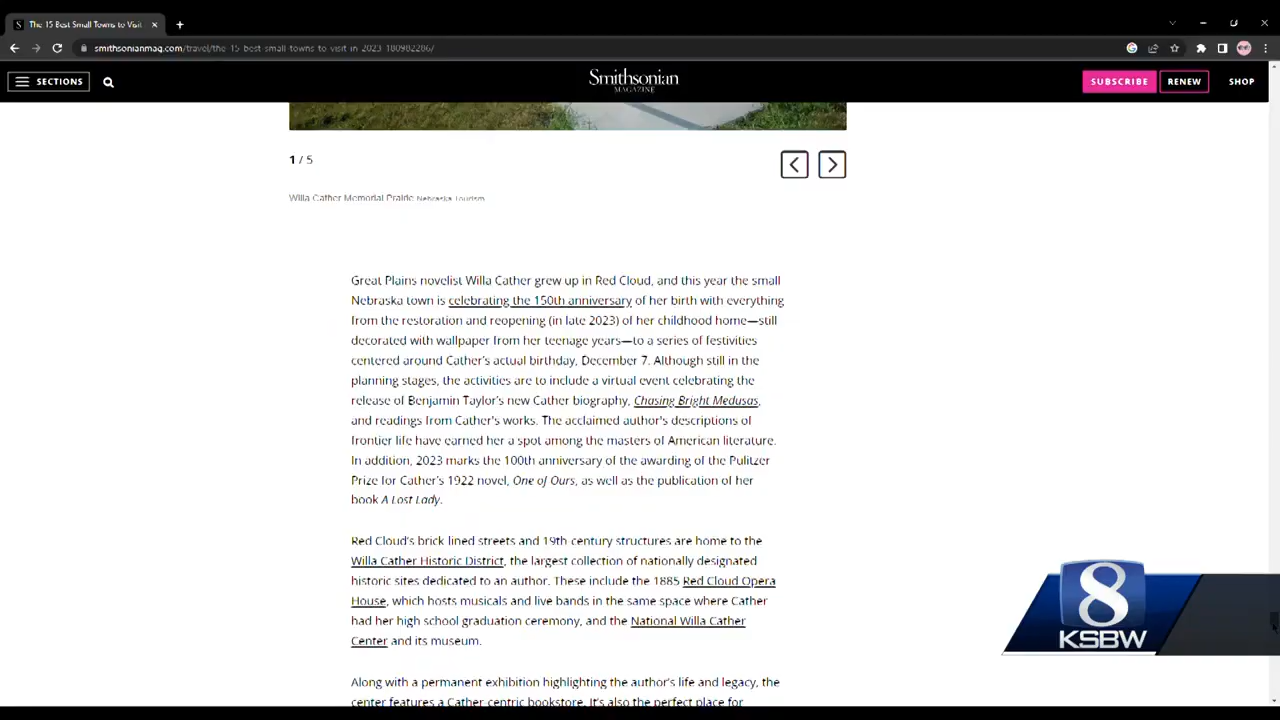 The 15 Best Small Towns to Visit
smithsonianmag.com/travel/the-15-best-small-towns-to-visit-in-2023-180982286/
SECTIONS
Smithsonian
MAGAZINE
SUBSCRIBE
RENEW
SHOP
1 / 5
Willa Cather Memorial Prairie Nebraska Tourism
Great Plains novelist Willa Cather grew up in Red Cloud, and this year the small
Nebraska town is celebrating the 150th anniversary of her birth with everything
from the restoration and reopening (in late 2023) of her childhood home—still
decorated with wallpaper from her teenage years—to a series of festivities
centered around Cather's actual birthday, December 7. Although still in the
planning stages, the activities are to include a virtual event celebrating the
release of Benjamin Taylor's new Cather biography, Chasing Bright Medusas,
and readings from Cather's works. The acclaimed author's descriptions of
frontier life have earned her a spot among the masters of American literature.
In addition, 2023 marks the 100th anniversary of the awarding of the Pulitzer
Prize for Cather's 1922 novel, One of Ours, as well as the publication of her
book A Lost Lady.
Red Cloud's brick lined streets and 19th century structures are home to the
Willa Cather Historic District, the largest collection of nationally designated
historic sites dedicated to an author. These include the 1885 Red Cloud Opera
House, which hosts musicals and live bands in the same space where Cather
had her high school graduation ceremony, and the National Willa Cather
Center and its museum.
Along with a permanent exhibition highlighting the author's life and legacy, the
center features a Cather-centric bookstore. It's also the perfect place for
8
KSBW